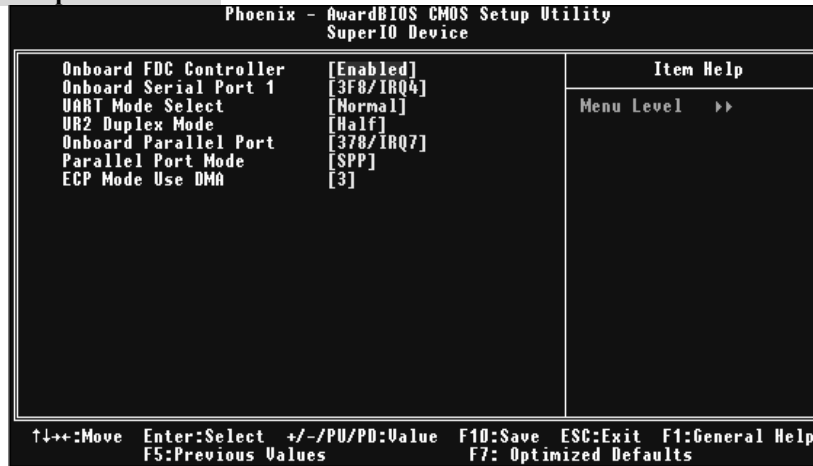 Phoenix - AwardBIOS CMOS Setup Utility
SuperIO Device
Onboard FDC Controller [Enabled]
Onboard Serial Port 1 [3F8/IRQ4]
UART Mode Select [Normal]
UR2 Duplex Mode [Half]
Onboard Parallel Port [378/IRQ7]
Parallel Port Mode [SPP]
ECP Mode Use DMA [3]
Item Help
Menu Level ►►
↑↓→←:Move Enter:Select +/-/PU/PD:Value F10:Save ESC:Exit F1:General Help
F5:Previous Values F7: Optimized Defaults